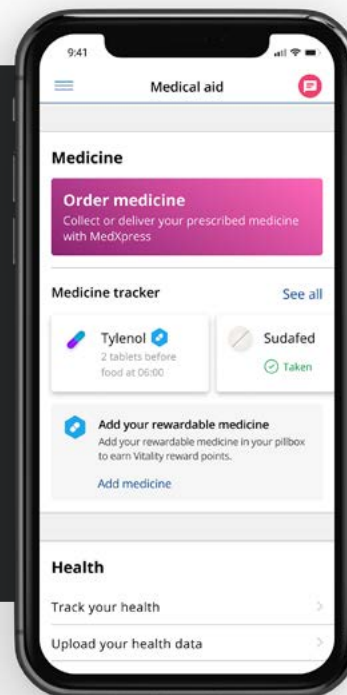 9:41
Medical aid
Medicine
Order medicine
Collect or deliver your prescribed medicine
with MedXpress
Medicine tracker
See all
Tylenol
2 tablets before
food at 06:00
Sudafed
Taken
Add your rewardable medicine
Add your rewardable medicine in your pillbox
to earn Vitality reward points.
Add medicine
Health
Track your health
Upload your health data